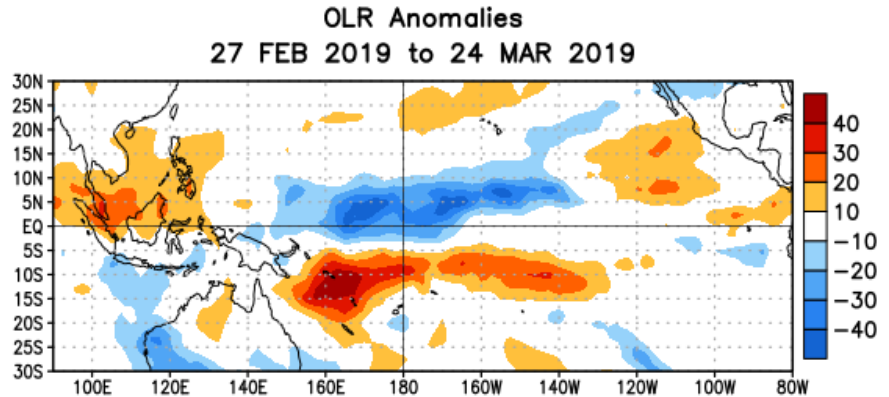 OLR Anomalies
27 FEB 2019 to 24 MAR 2019
30N
25N
20N
15N
10N
5N
EQ
5S
10S
15S
20S
25S
30S
100E 120E 140E 160E 180 160W 140W 120W 100W 80W
40
30
20
10
-10
-20
-30
-40